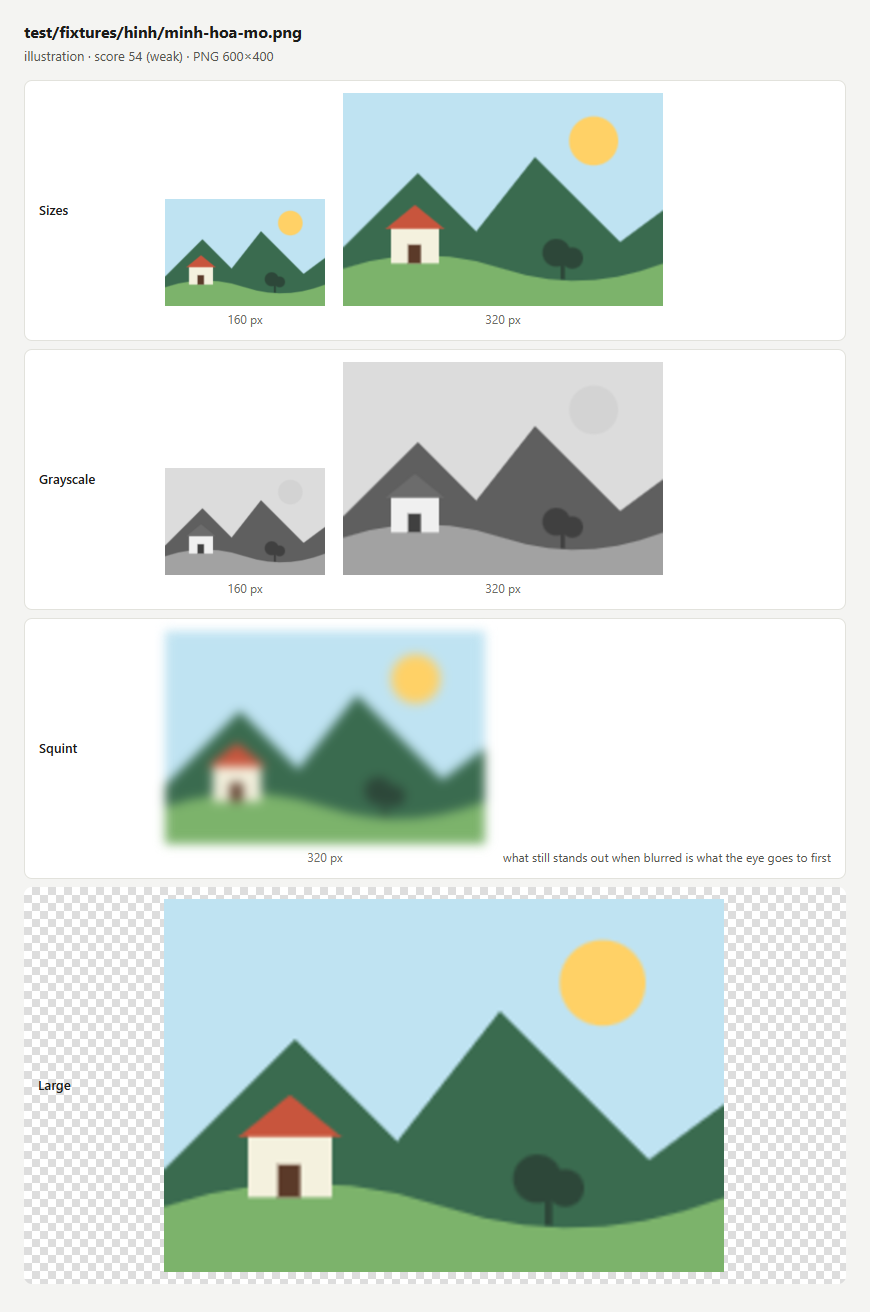 test/fixtures/hinh/minh-hoa-mo.png
illustration · score 54 (weak) · PNG 600×400
Sizes
160 px
320 px
Grayscale
160 px
320 px
Squint
320 px
what still stands out when blurred is what the eye goes to first
Large